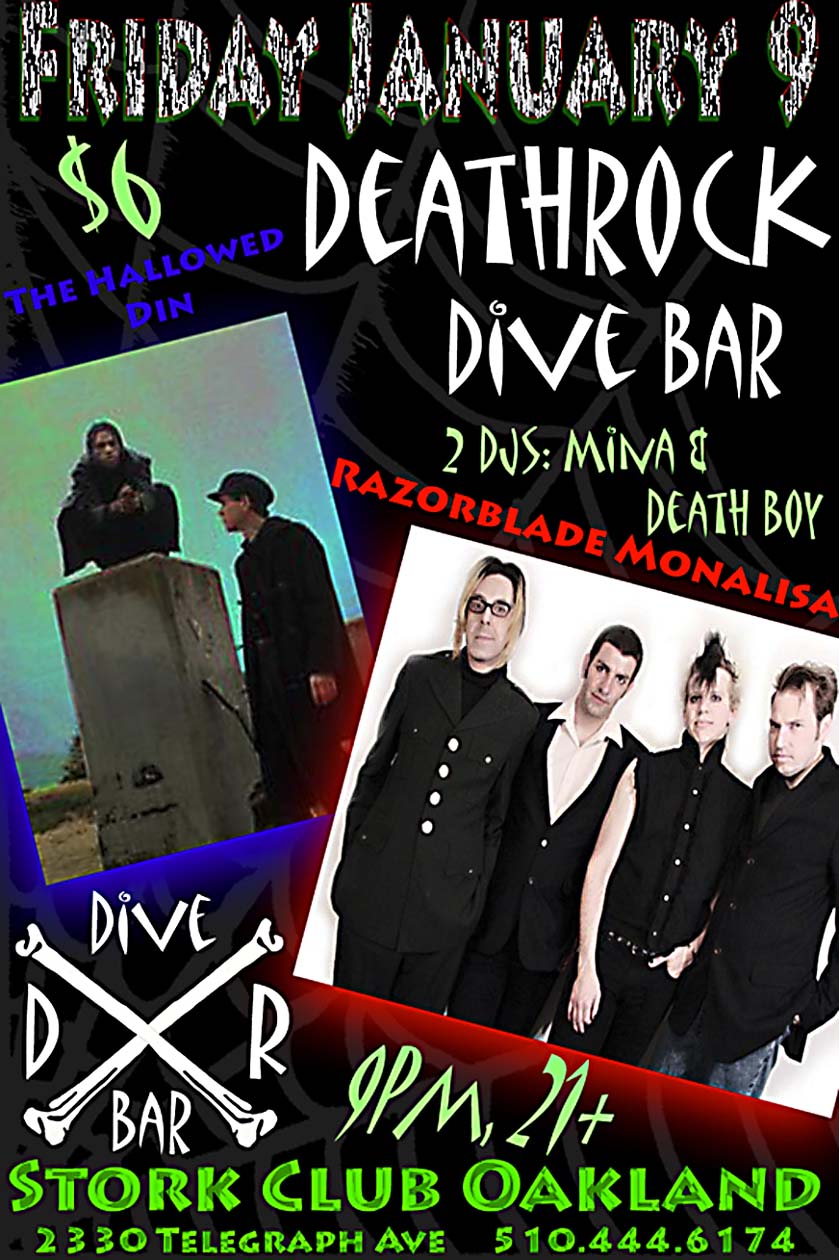 FRIDAY JANUARY 9
$6
DEATHROCK
DIVE BAR
THE HALLOWED
DIN
2 DJS: MINA &
DEATH BOY
RAZORBLADE MONALISA
DIVE
D R
BAR
9PM, 21+
STORK CLUB OAKLAND
2330 TELEGRAPH AVE 510.444.6174